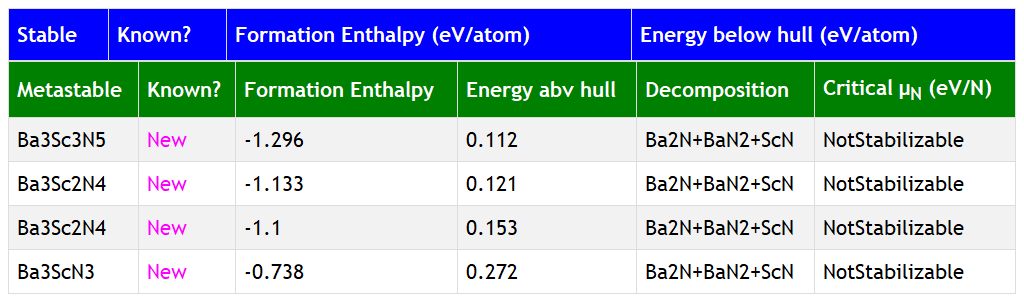 Stable Known? Formation Enthalpy (eV/atom) Energy below hull (eV/atom)
Metastable Known? Formation Enthalpy Energy abv hull Decomposition Critical μN (eV/N)
Ba3Sc3N5 New -1.296 0.112 Ba2N+BaN2+ScN NotStabilizable
Ba3Sc2N4 New -1.133 0.121 Ba2N+BaN2+ScN NotStabilizable
Ba3Sc2N4 New -1.1 0.153 Ba2N+BaN2+ScN NotStabilizable
Ba3ScN3 New -0.738 0.272 Ba2N+BaN2+ScN NotStabilizable